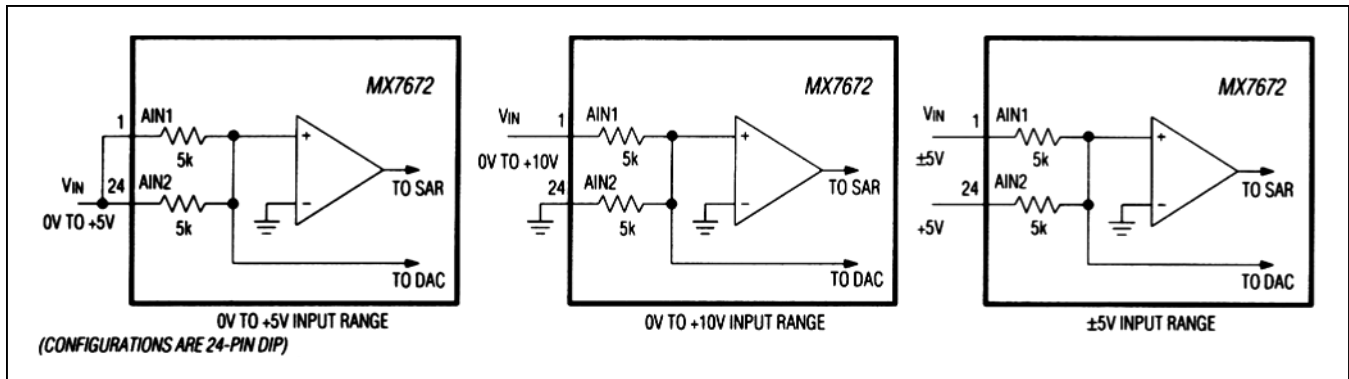 MX7672
1
AIN1
5k
24
AIN2
VIN
0V TO +5V
5k
TO SAR
TO DAC
0V TO +5V INPUT RANGE
(CONFIGURATIONS ARE 24-PIN DIP)
MX7672
VIN
1
AIN1
0V TO +10V
5k
24
AIN2
5k
TO SAR
TO DAC
0V TO +10V INPUT RANGE
MX7672
VIN
1
AIN1
±5V
5k
24
AIN2
+5V
5k
TO SAR
TO DAC
±5V INPUT RANGE